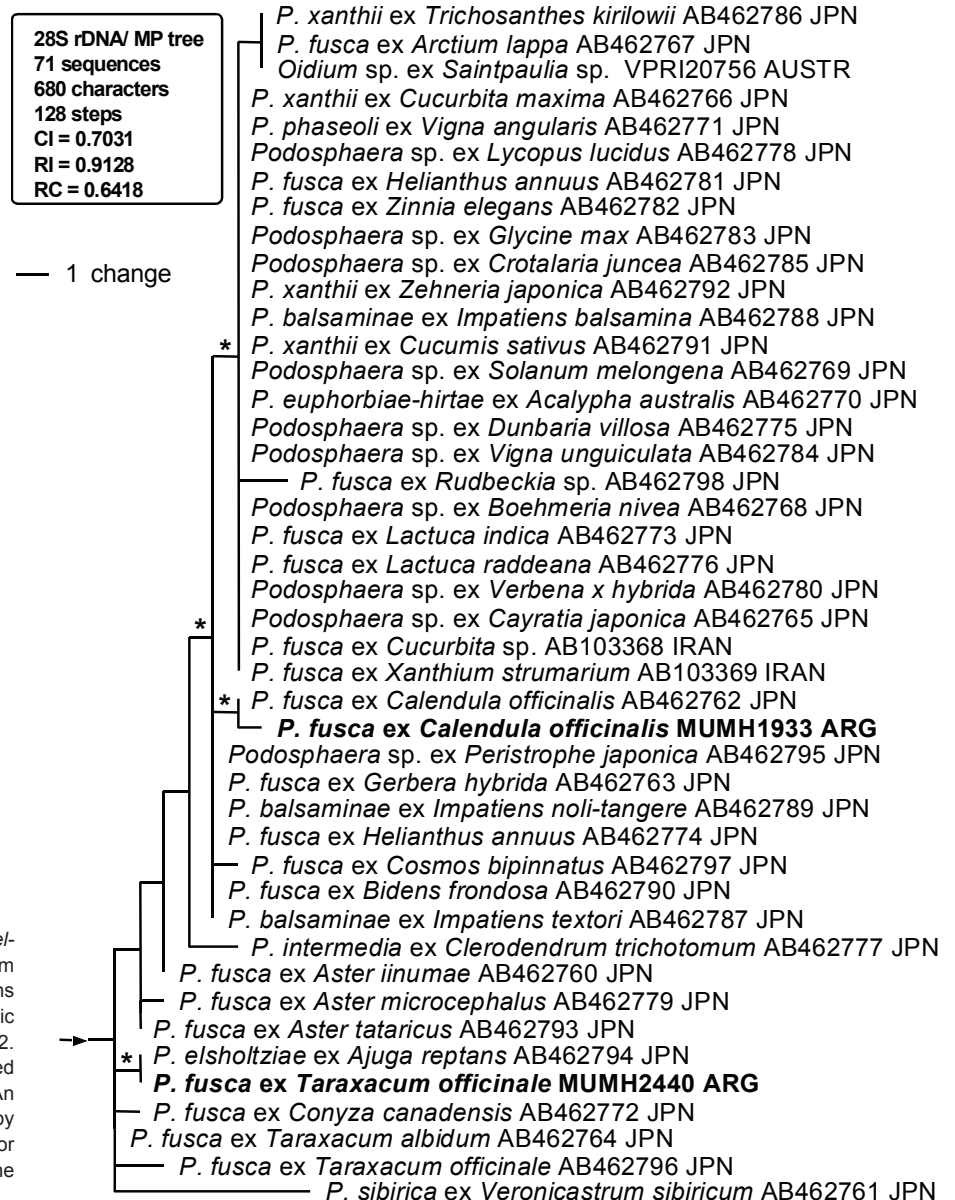 28S rDNA/ MP tree
71 sequences
680 characters
128 steps
CI = 0.7031
RI = 0.9128
RC = 0.6418
1 change
P. xanthii ex Trichosanthes kirilowii AB462786 JPN
P. fusca ex Arctium lappa AB462767 JPN
Oidium sp. ex Saintpaulia sp. VPRI20756 AUSTR
P. xanthii ex Cucurbita maxima AB462766 JPN
P. phaseoli ex Vigna angularis AB462771 JPN
Podosphaera sp. ex Lycopus lucidus AB462778 JPN
P. fusca ex Helianthus annuus AB462781 JPN
P. fusca ex Zinnia elegans AB462782 JPN
Podosphaera sp. ex Glycine max AB462783 JPN
Podosphaera sp. ex Crotalaria juncea AB462785 JPN
P. xanthii ex Zehneria japonica AB462792 JPN
P. balsaminae ex Impatiens balsamina AB462788 JPN
* P. xanthii ex Cucumis sativus AB462791 JPN
Podosphaera sp. ex Solanum melongena AB462769 JPN
P. euphorbiae-hirtae ex Acalypha australis AB462770 JPN
Podosphaera sp. ex Dunbaria villosa AB462775 JPN
Podosphaera sp. ex Vigna unguiculata AB462784 JPN
P. fusca ex Rudbeckia sp. AB462798 JPN
Podosphaera sp. ex Boehmeria nivea AB462768 JPN
P. fusca ex Lactuca indica AB462773 JPN
P. fusca ex Lactuca raddeana AB462776 JPN
Podosphaera sp. ex Verbena x hybrida AB462780 JPN
Podosphaera sp. ex Cayratia japonica AB462765 JPN
* P. fusca ex Cucurbita sp. AB103368 IRAN
P. fusca ex Xanthium strumarium AB103369 IRAN
* P. fusca ex Calendula officinalis AB462762 JPN
P. fusca ex Calendula officinalis MUMH1933 ARG
Podosphaera sp. ex Peristrophe japonica AB462795 JPN
P. fusca ex Gerbera hybrida AB462763 JPN
P. balsaminae ex Impatiens noli-tangere AB462789 JPN
P. fusca ex Helianthus annuus AB462774 JPN
P. fusca ex Cosmos bipinnatus AB462797 JPN
P. fusca ex Bidens frondosa AB462790 JPN
P. balsaminae ex Impatiens textori AB462787 JPN
P. intermedia ex Clerodendrum trichotomum AB462777 JPN
P. fusca ex Aster iinumae AB462760 JPN
P. fusca ex Aster microcephalus AB462779 JPN
P. fusca ex Aster tataricus AB462793 JPN
* P. elsholtziae ex Ajuga reptans AB462794 JPN
P. fusca ex Taraxacum officinale MUMH2440 ARG
P. fusca ex Conyza canadensis AB462772 JPN
P. fusca ex Taraxacum albidum AB462764 JPN
P. fusca ex Taraxacum officinale AB462796 JPN
P. sibirica ex Veronicastrum sibiricum AB462761 JPN